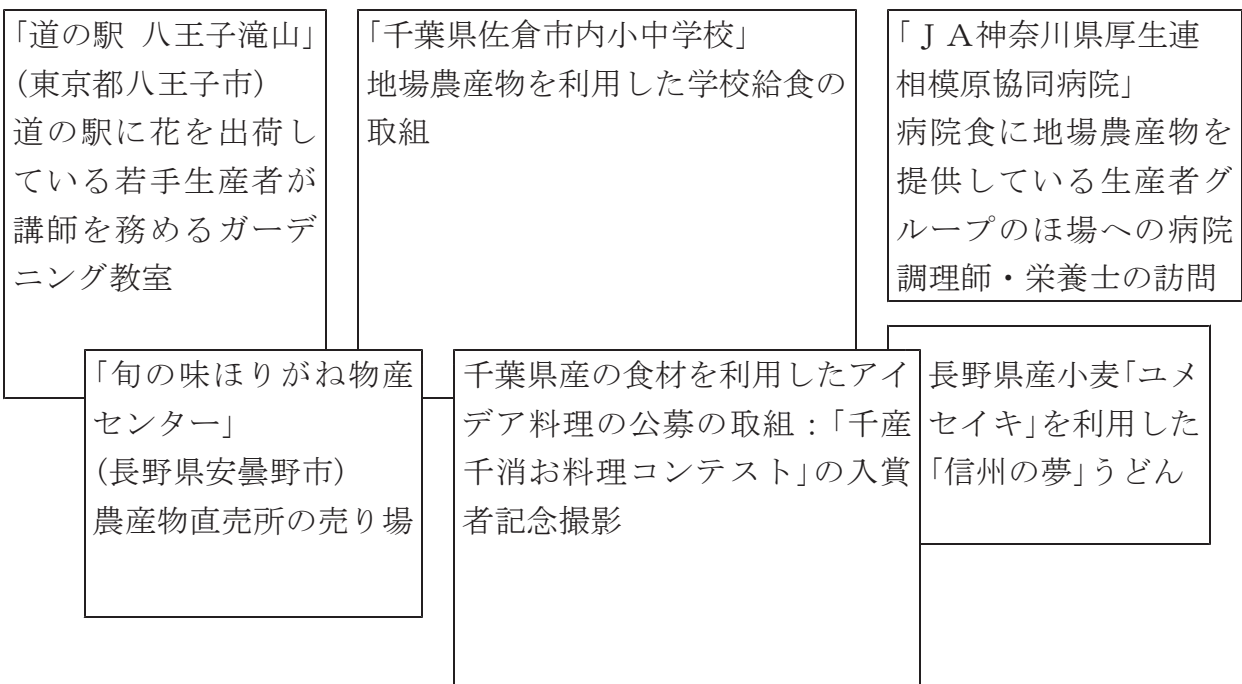 「道の駅 八王子滝山」
(東京都八王子市)
道の駅に花を出荷し
ている若手生産者が
講師を務めるガーデ
ニング教室
「千葉県佐倉市内小中学校」
地場農産物を利用した学校給食の
取組
「JA神奈川県厚生連
相模原協同病院」
病院食に地場農産物を
提供している生産者グ
ループのほ場への病院
調理師・栄養士の訪問
「旬の味ほりがね物産
センター」
(長野県安曇野市)
農産物直売所の売り場
千葉県産の食材を利用したアイ
デア料理の公募の取組：「千産
千消お料理コンテスト」の入賞
者記念撮影
長野県産小麦「ユメ
セイキ」を利用した
「信州の夢」うどん